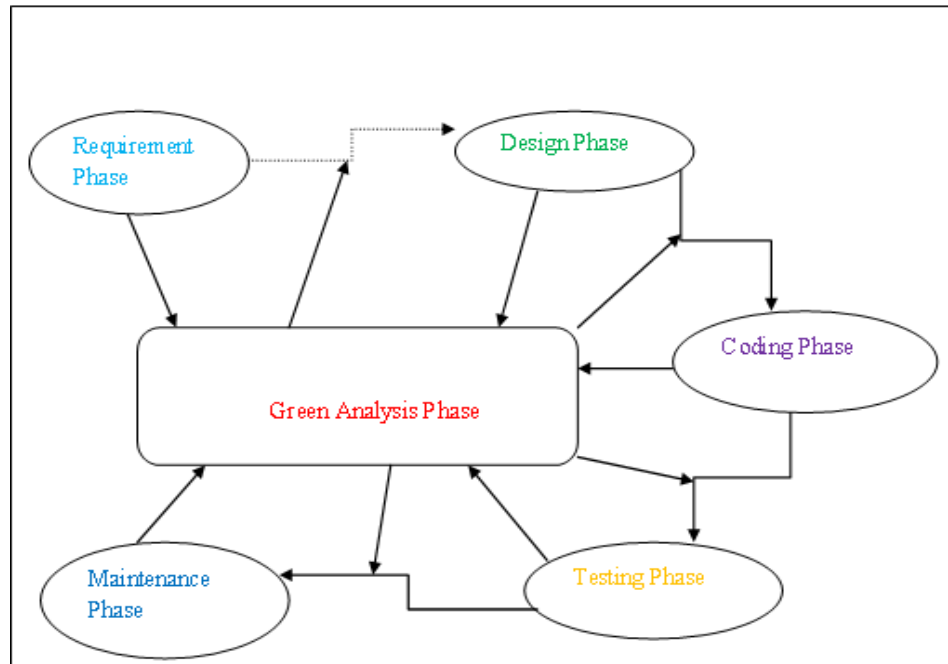 Requirement
Phase
Design Phase
Coding Phase
Green Analysis Phase
Maintenance
Phase
Testing Phase